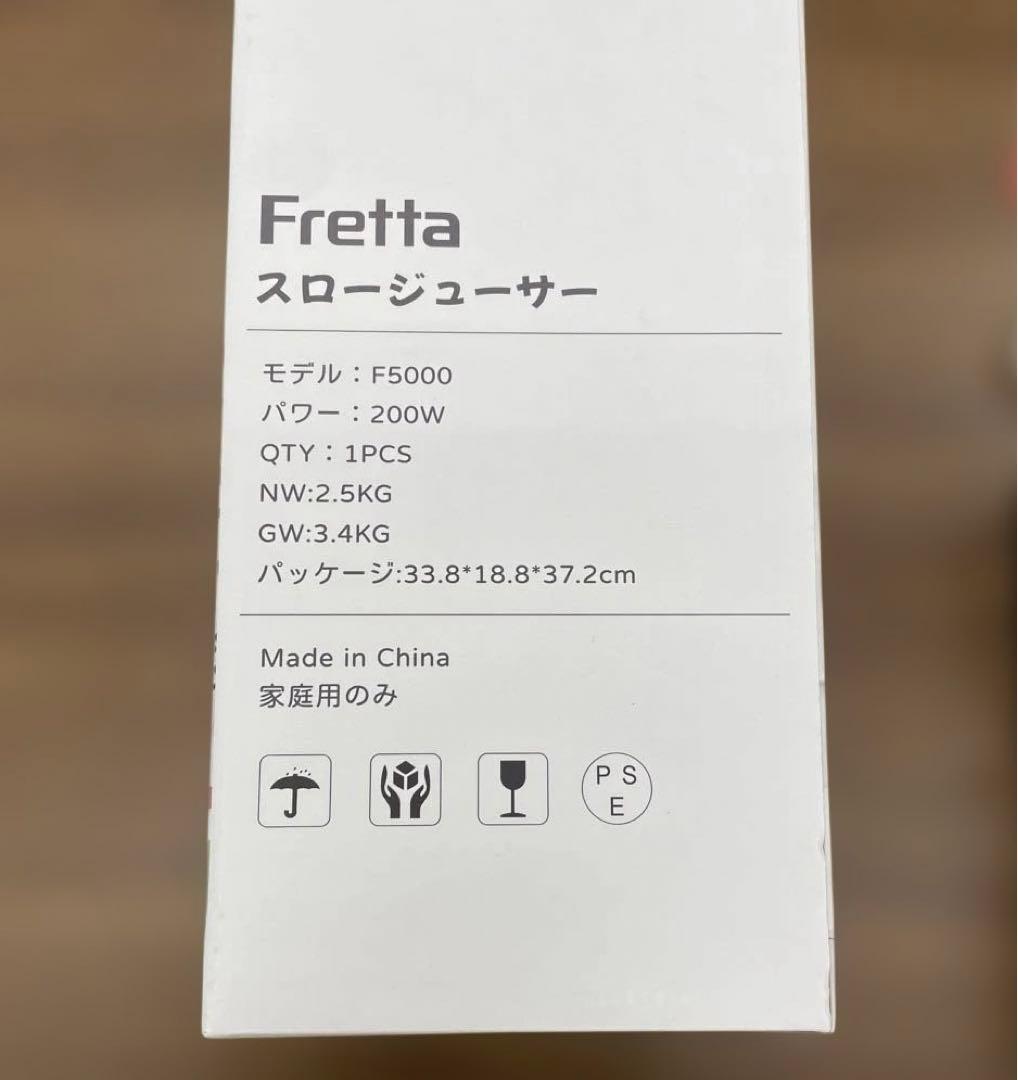 Fretta
スロージューサー
モデル：F5000
パワー：200W
QTY：1PCS
NW:2.5KG
GW:3.4KG
パッケージ:33.8*18.8*37.2cm
Made in China
家庭用のみ
P S
E